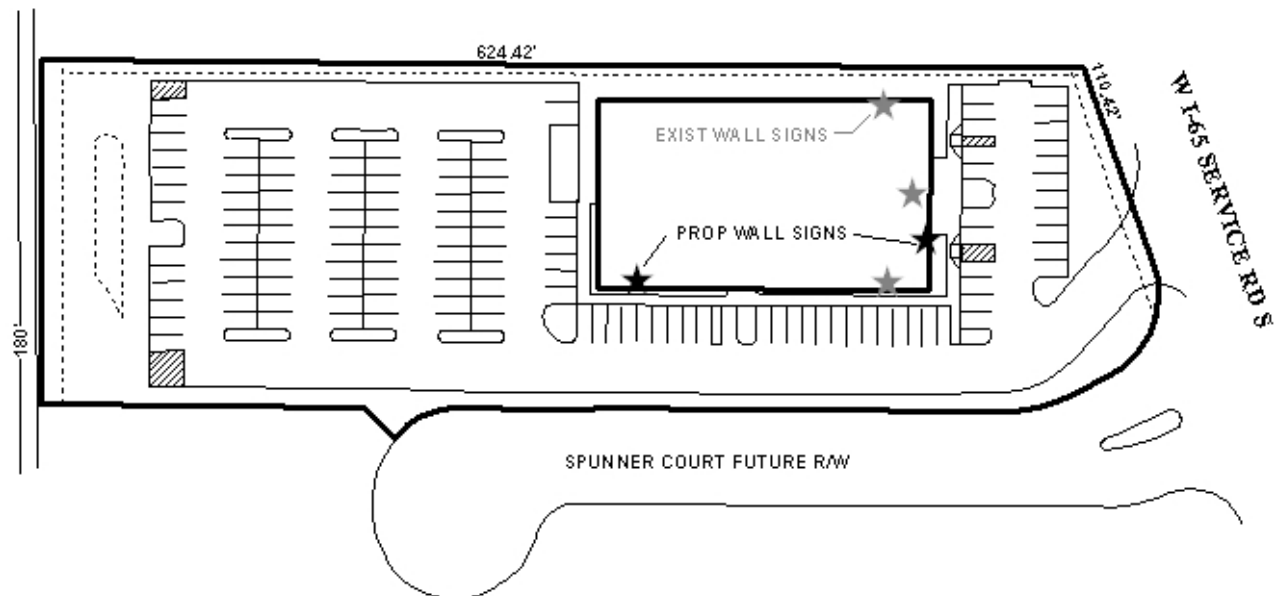 624.42'
110.42'
W I-65 SERVICE RD S
EXIST WALL SIGNS
PROP WALL SIGNS
180'
SPUNNER COURT FUTURE R/W